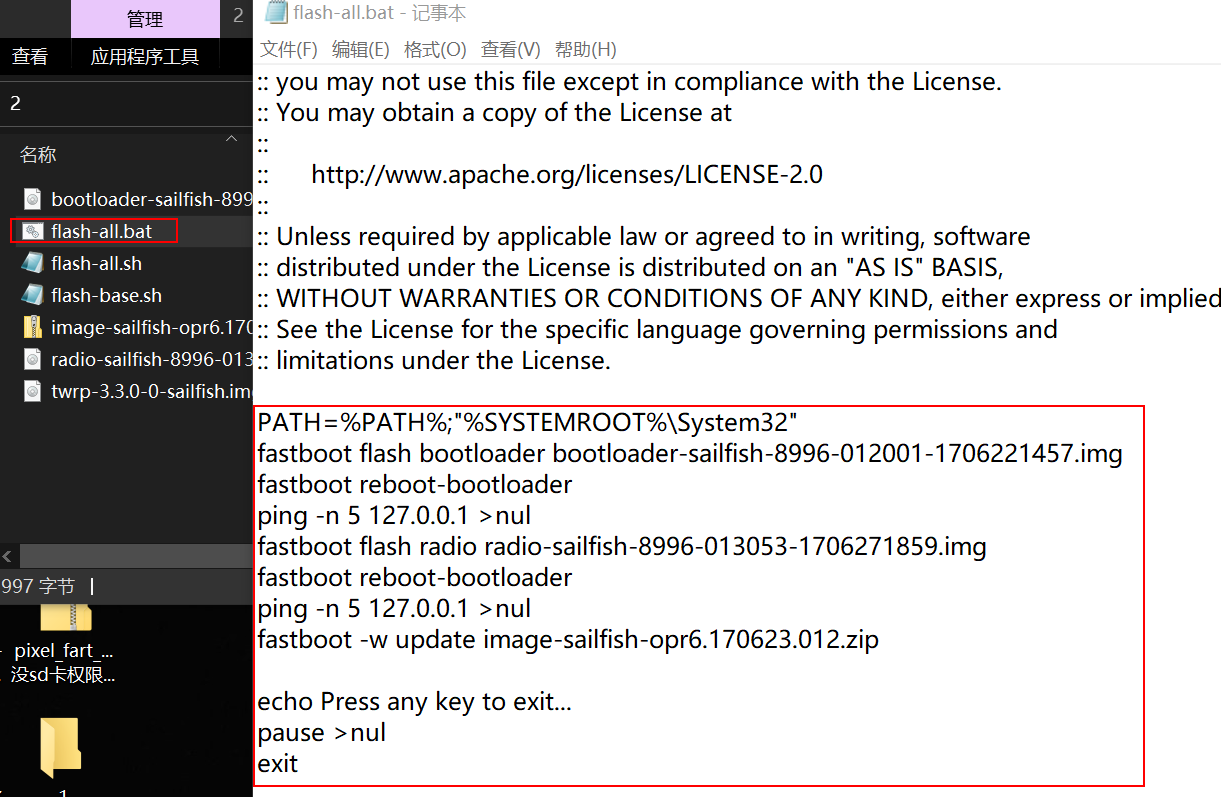 管理
2
查看
应用程序工具
2
名称
bootloader-sailfish-899
flash-all.bat
flash-all.sh
flash-base.sh
image-sailfish-opr6.170
radio-sailfish-8996-013
twrp-3.3.0-0-sailfish.im
997 字节
pixel_fart_...
没sd卡权限...
1
flash-all.bat - 记事本
文件(F) 编辑(E) 格式(O) 查看(V) 帮助(H)
:: you may not use this file except in compliance with the License.
:: You may obtain a copy of the License at
::
::      http://www.apache.org/licenses/LICENSE-2.0
::
:: Unless required by applicable law or agreed to in writing, software
:: distributed under the License is distributed on an "AS IS" BASIS,
:: WITHOUT WARRANTIES OR CONDITIONS OF ANY KIND, either express or implied
:: See the License for the specific language governing permissions and
:: limitations under the License.
PATH=%PATH%;"%SYSTEMROOT%\System32"
fastboot flash bootloader bootloader-sailfish-8996-012001-1706221457.img
fastboot reboot-bootloader
ping -n 5 127.0.0.1 >nul
fastboot flash radio radio-sailfish-8996-013053-1706271859.img
fastboot reboot-bootloader
ping -n 5 127.0.0.1 >nul
fastboot -w update image-sailfish-opr6.170623.012.zip
echo Press any key to exit...
pause >nul
exit